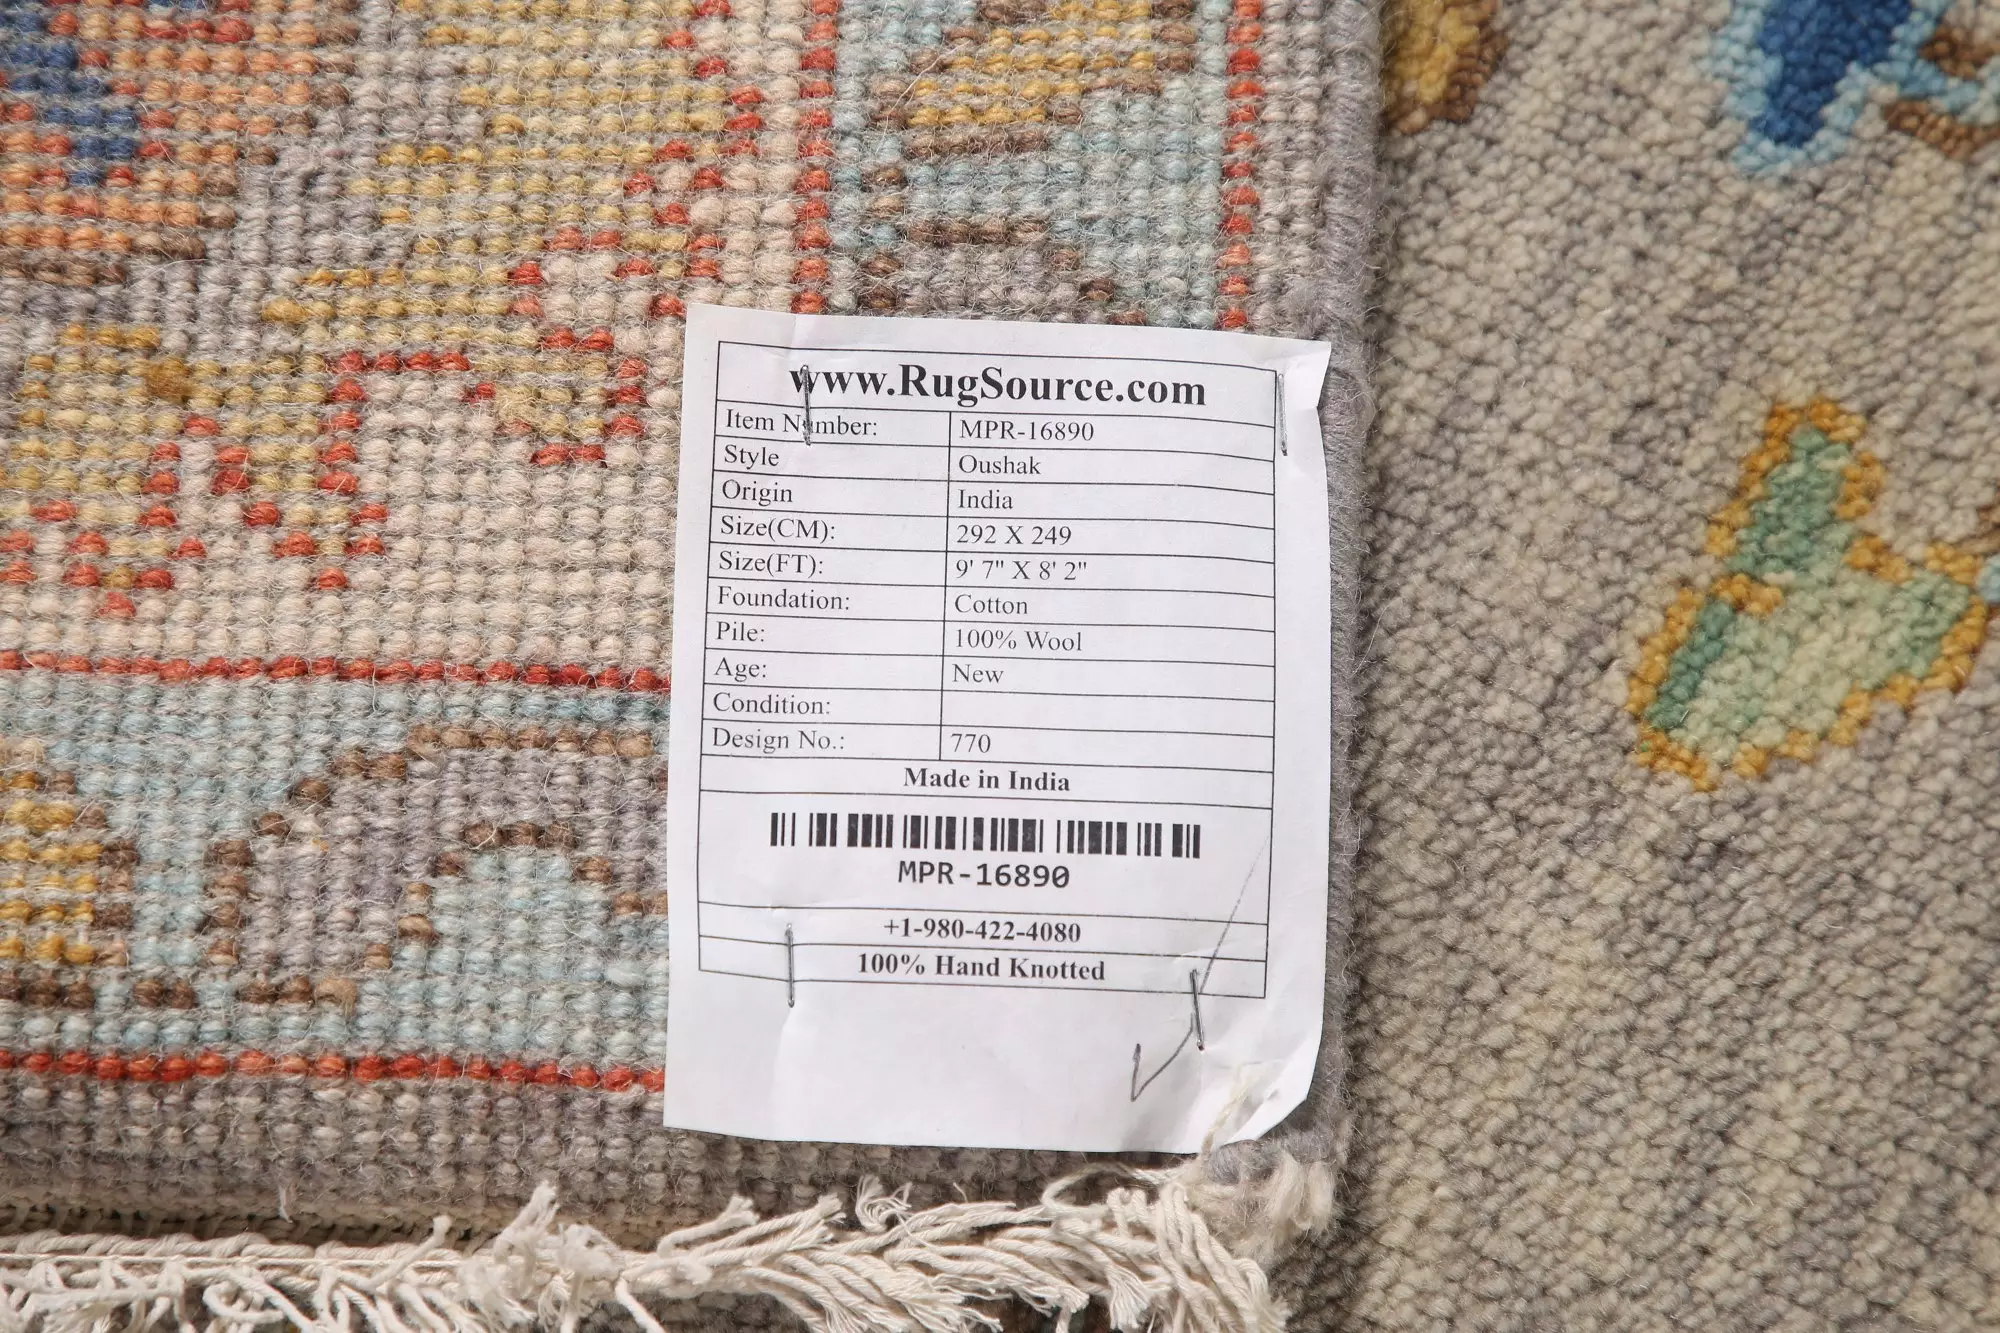 www.RugSource.com
Item Number: MPR-16890
Style Oushak
Origin India
Size(CM): 292 X 249
Size(FT): 9' 7" X 8' 2"
Foundation: Cotton
Pile: 100% Wool
Age: New
Condition:
Design No.: 770
Made in India
MPR-16890
+1-980-422-4080
100% Hand Knotted